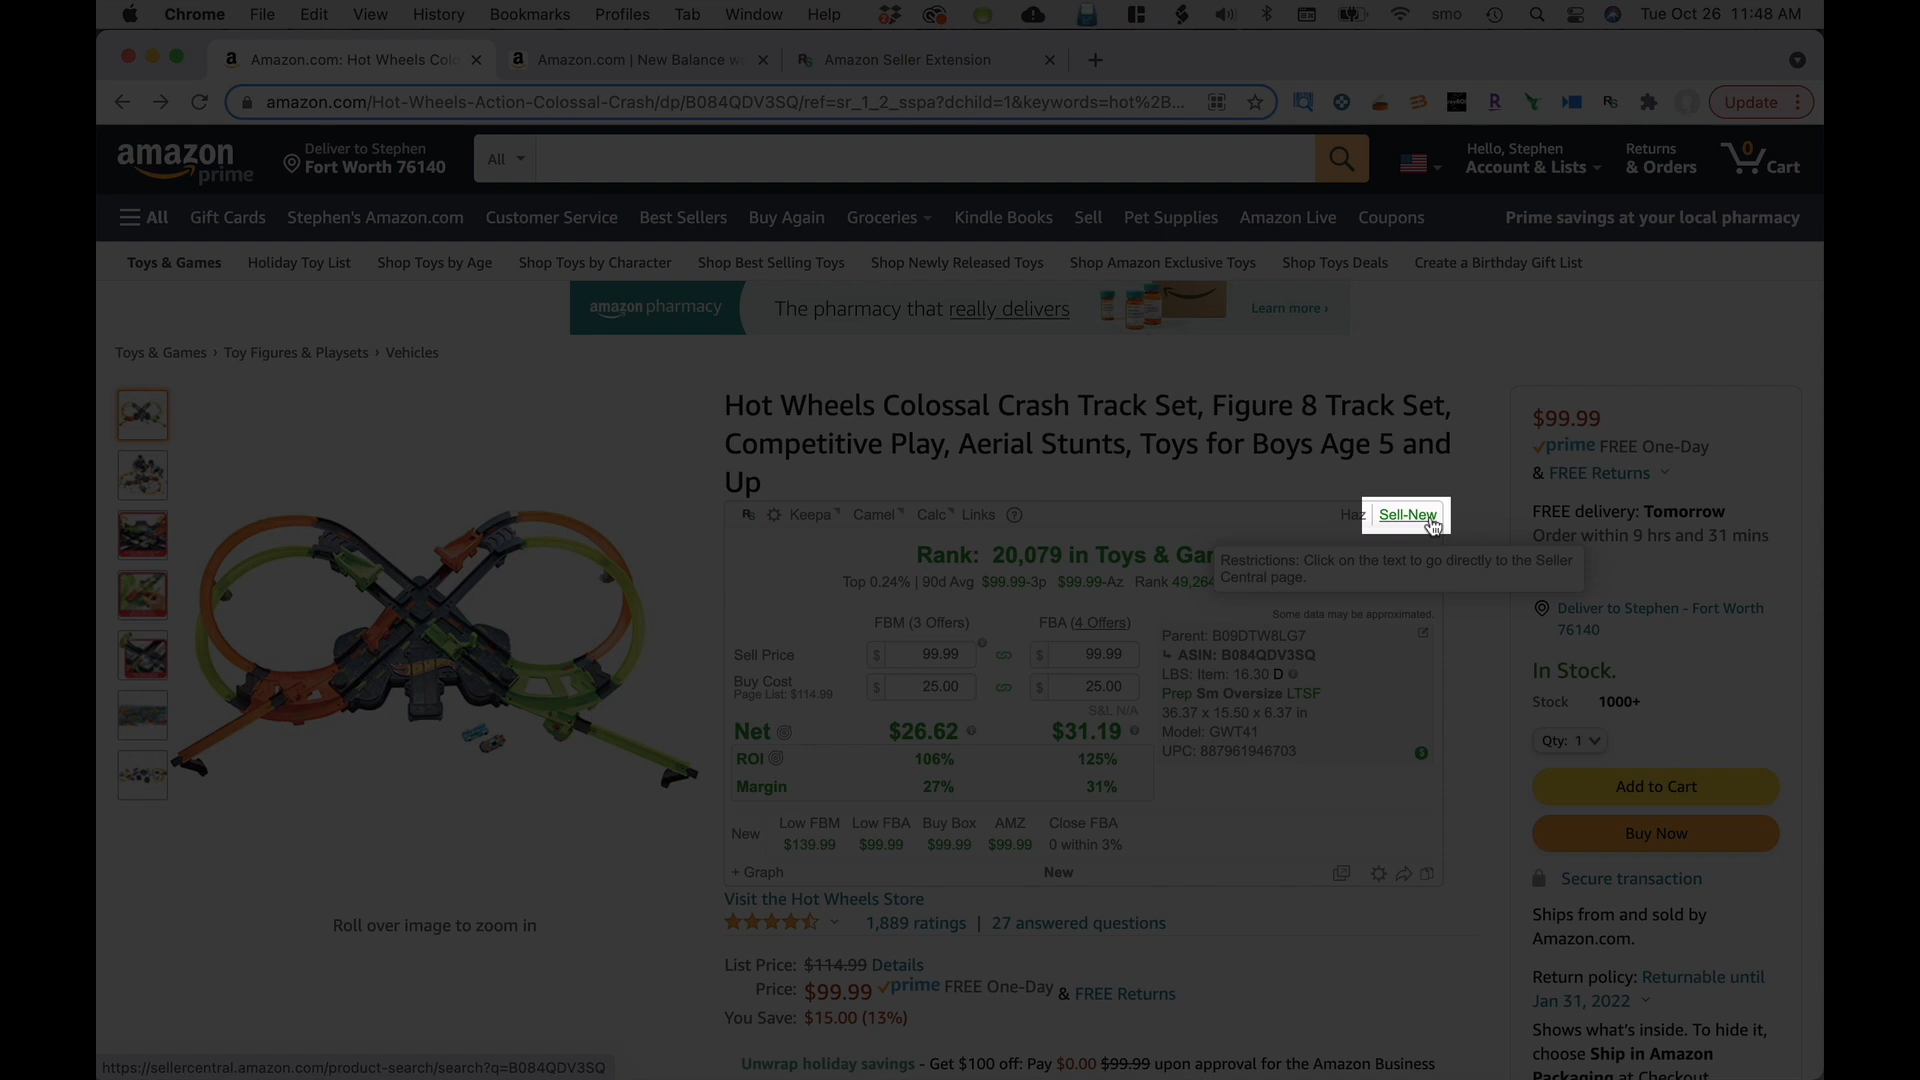 Chrome File Edit View History Bookmarks Profiles Tab Window Help smo Tue Oct 26 11:48 AM
Amazon.com: Hot Wheels Colo Amazon.com | New Balance wo Amazon Seller Extension
amazon.com/Hot-Wheels-Action-Colossal-Crash/dp/B084QDV3SQ/ref=sr_1_2_sspa?dchild=1&keywords=hot%2B... Update
amazon prime Deliver to Stephen Fort Worth 76140 All Hello, Stephen Account & Lists Returns & Orders 0 Cart
All Gift Cards Stephen's Amazon.com Customer Service Best Sellers Buy Again Groceries Kindle Books Sell Pet Supplies Amazon Live Coupons Prime savings at your local pharmacy
Toys & Games Holiday Toy List Shop Toys by Age Shop Toys by Character Shop Best Selling Toys Shop Newly Released Toys Shop Amazon Exclusive Toys Shop Toys Deals Create a Birthday Gift List
amazon pharmacy The pharmacy that really delivers Learn more ›
Toys & Games › Toy Figures & Playsets › Vehicles
Hot Wheels Colossal Crash Track Set, Figure 8 Track Set,
Competitive Play, Aerial Stunts, Toys for Boys Age 5 and
Up
Rs Keepa Camel Calc Links ? Haz Sell-New
Rank: 20,079 in Toys & Gar
Top 0.24% | 90d Avg $99.99-3p $99.99-Az Rank 49,264
Restrictions: Click on the text to go directly to the Seller
Central page.
Some data may be approximated.
FBM (3 Offers) FBA (4 Offers)
Sell Price $ 99.99 $ 99.99
Buy Cost $ 25.00 $ 25.00
Page List: $114.99
S&L N/A
Net $26.62 $31.19
ROI 106% 125%
Margin 27% 31%
Parent: B09DTW8LG7
ASIN: B084QDV3SQ
LBS: Item: 16.30 D
Prep Sm Oversize LTSF
36.37 x 15.50 x 6.37 in
Model: GWT41
UPC: 887961946703
$
Low FBM Low FBA Buy Box AMZ Close FBA
New $139.99 $99.99 $99.99 $99.99 0 within 3%
+ Graph New
Visit the Hot Wheels Store
1,889 ratings | 27 answered questions
List Price: $114.99 Details
Price: $99.99 prime FREE One-Day & FREE Returns
You Save: $15.00 (13%)
Unwrap holiday savings - Get $100 off: Pay $0.00 $99.99 upon approval for the Amazon Business
Roll over image to zoom in
$99.99
prime FREE One-Day
& FREE Returns
FREE delivery: Tomorrow
Order within 9 hrs and 31 mins
Deliver to Stephen - Fort Worth
76140
In Stock.
Stock 1000+
Qty: 1
Add to Cart
Buy Now
Secure transaction
Ships from and sold by
Amazon.com.
Return policy: Returnable until
Jan 31, 2022
Shows what's inside. To hide it,
choose Ship in Amazon
Packaging at Checkout
https://sellercentral.amazon.com/product-search/search?q=B084QDV3SQ